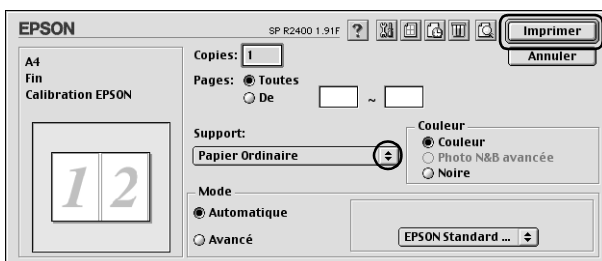 EPSON
SP R2400 1.91F
?
Imprimer
Annuler
A4
Fin
Calibration EPSON
1 2
Copies: 1
Pages: Toutes
De ~
Support:
Papier Ordinaire
Couleur
Couleur
Photo N&B avancée
Noire
Mode
Automatique
Avancé
EPSON Standard ...